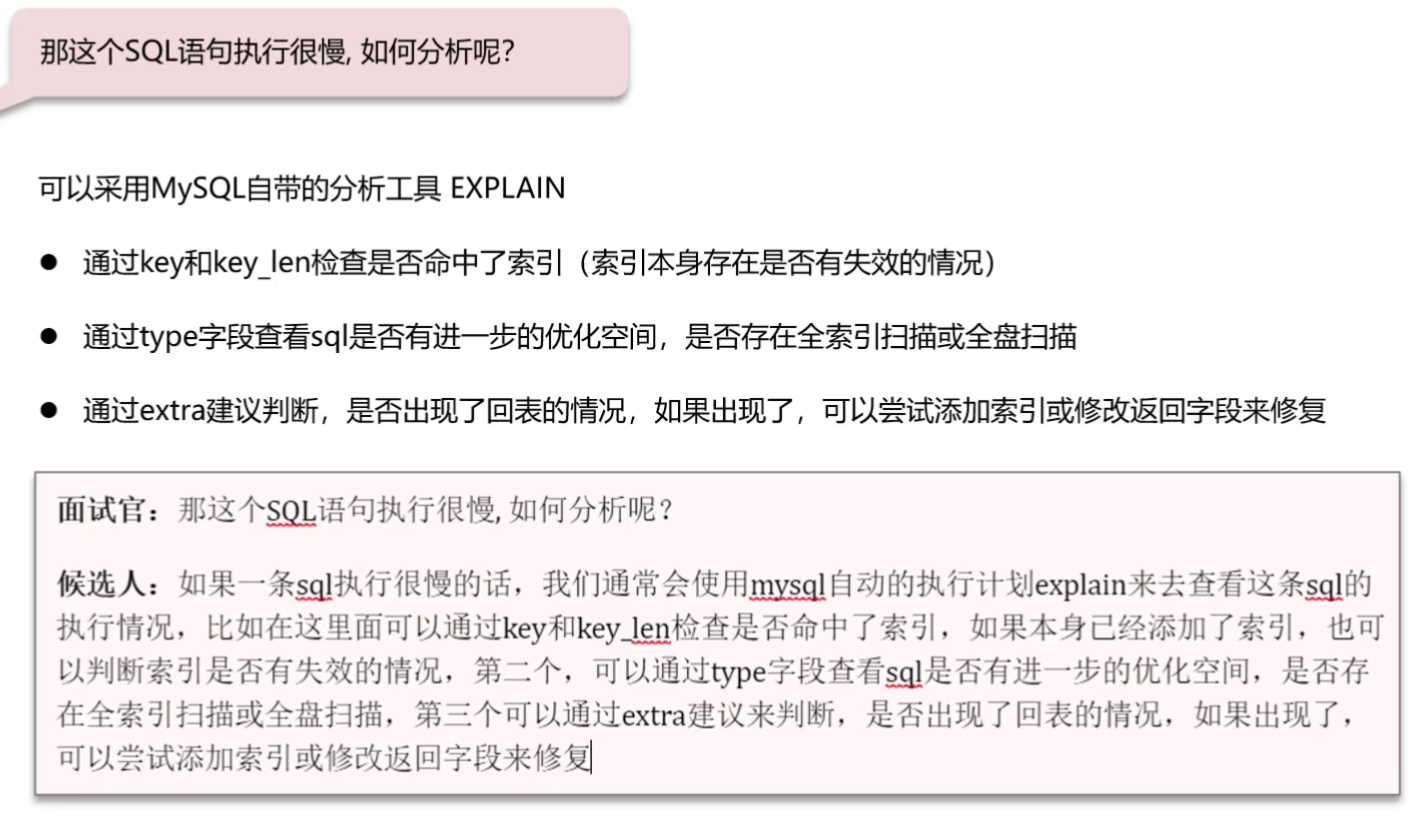 那这个SQL语句执行很慢, 如何分析呢？
可以采用MySQL自带的分析工具 EXPLAIN
● 通过key和key_len检查是否命中了索引（索引本身存在是否有失效的情况）
● 通过type字段查看sql是否有进一步的优化空间，是否存在全索引扫描或全盘扫描
● 通过extra建议判断，是否出现了回表的情况，如果出现了，可以尝试添加索引或修改返回字段来修复
面试官：那这个SQL语句执行很慢, 如何分析呢？
候选人：如果一条sql执行很慢的话，我们通常会使用mysql自动的执行计划explain来去查看这条sql的
执行情况，比如在这里面可以通过key和key_len检查是否命中了索引，如果本身已经添加了索引，也可
以判断索引是否有失效的情况，第二个，可以通过type字段查看sql是否有进一步的优化空间，是否存
在全索引扫描或全盘扫描，第三个可以通过extra建议来判断，是否出现了回表的情况，如果出现了，
可以尝试添加索引或修改返回字段来修复